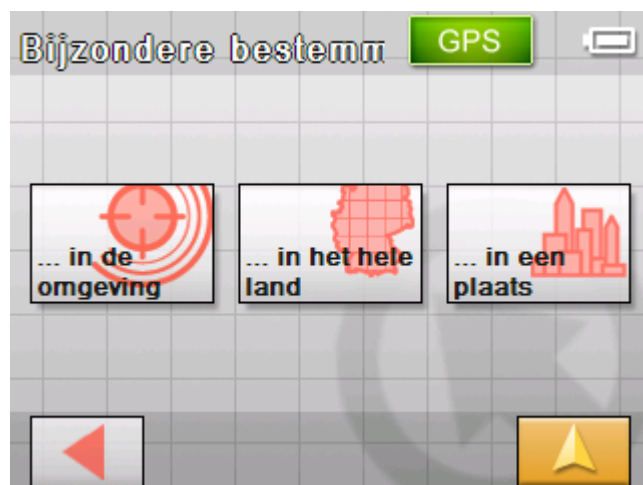 Bijzondere bestemm
GPS
... in de
omgeving
... in het hele
land
... in een
plaats